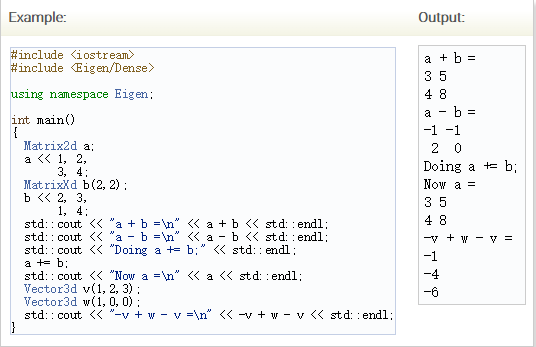 Example:
#include <iostream>
#include <Eigen/Dense>
using namespace Eigen;
int main()
{
  Matrix2d a;
  a << 1, 2,
       3, 4;
  MatrixXd b(2,2);
  b << 2, 3,
       1, 4;
  std::cout << "a + b =\n" << a + b << std::endl;
  std::cout << "a - b =\n" << a - b << std::endl;
  std::cout << "Doing a += b;" << std::endl;
  a += b;
  std::cout << "Now a =\n" << a << std::endl;
  Vector3d v(1,2,3);
  Vector3d w(1,0,0);
  std::cout << "-v + w - v =\n" << -v + w - v << std::endl;
}
Output:
a + b =
3 5
4 8
a - b =
-1 -1
 2  0
Doing a += b;
Now a =
3 5
4 8
-v + w - v =
-1
-4
-6